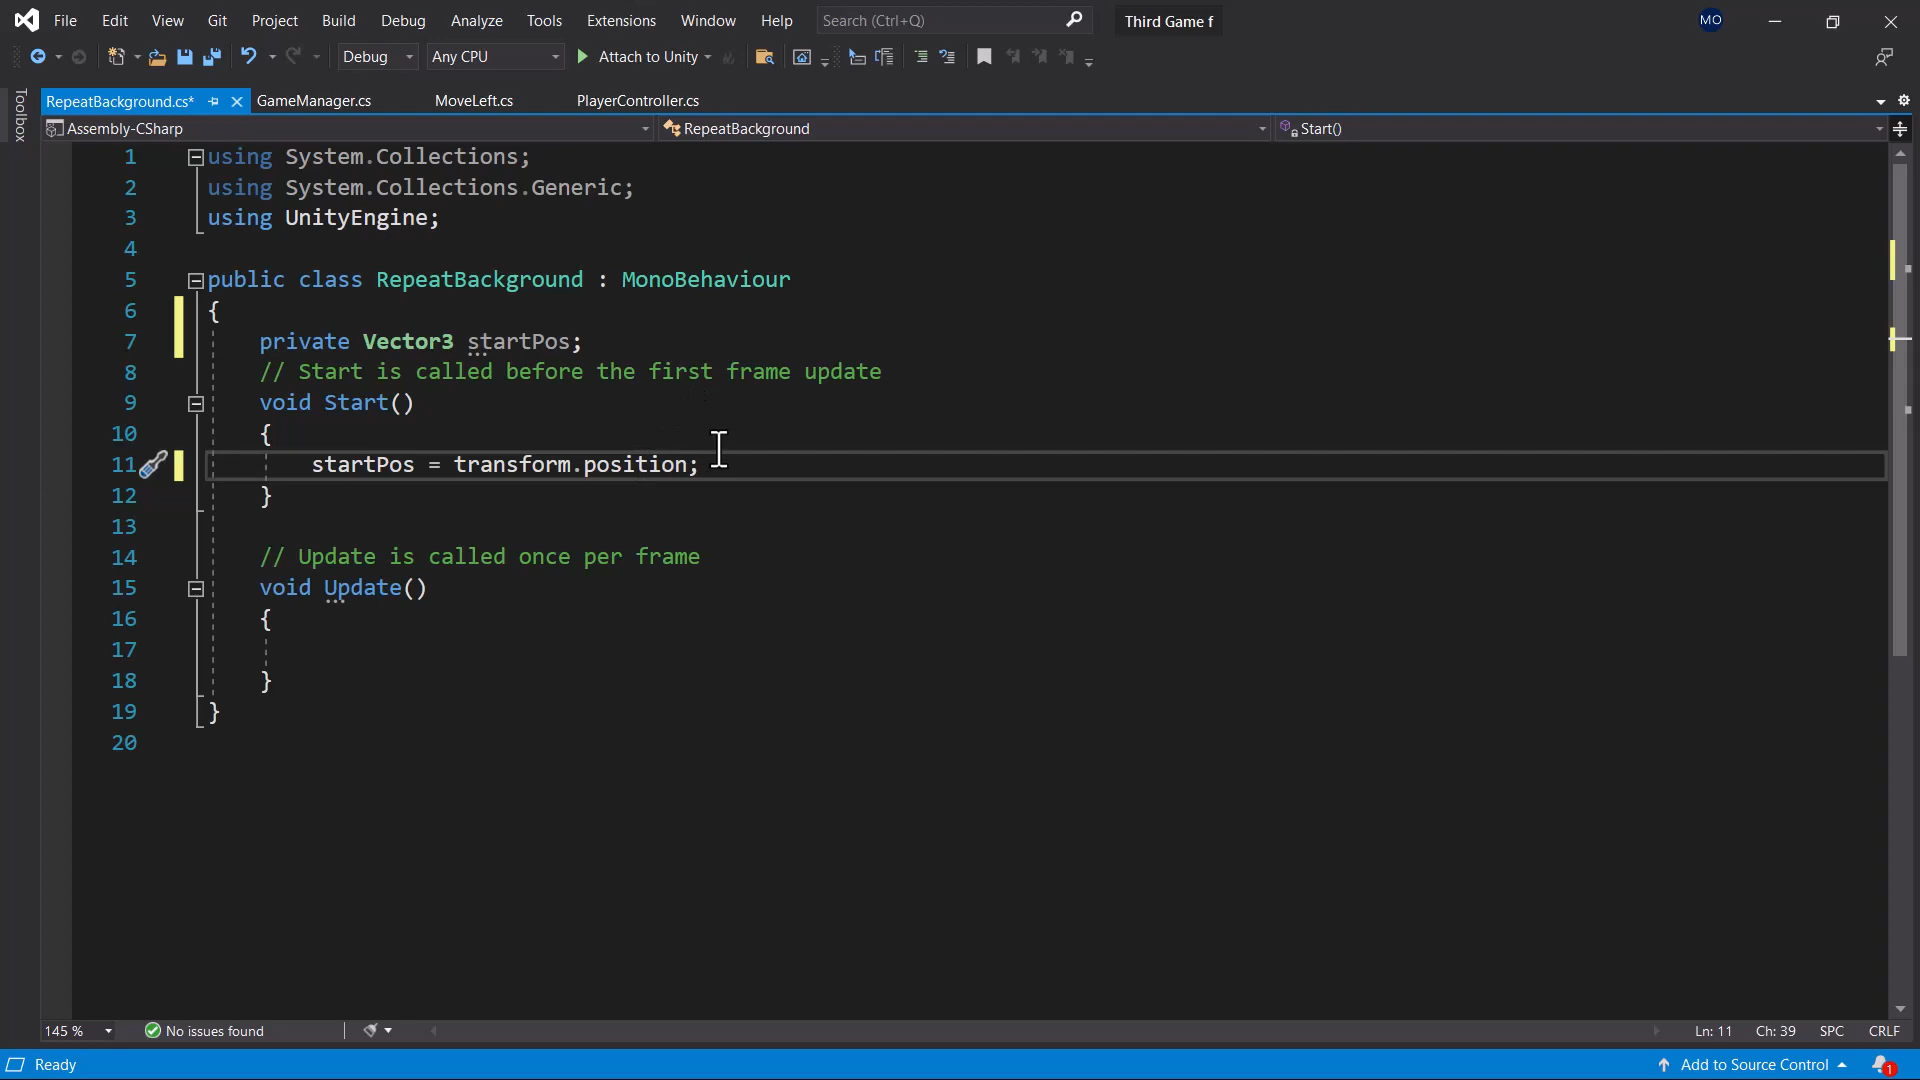 File Edit View Git Project Build Debug Analyze Tools Extensions Window Help Search (Ctrl+Q) Third Game f MO
Debug Any CPU Attach to Unity
Toolbox
RepeatBackground.cs* GameManager.cs MoveLeft.cs PlayerController.cs
Assembly-CSharp RepeatBackground Start()
1 using System.Collections;
2 using System.Collections.Generic;
3 using UnityEngine;
4
5 public class RepeatBackground : MonoBehaviour
6 {
7 private Vector3 startPos;
8 // Start is called before the first frame update
9 void Start()
10 {
11 startPos = transform.position;
12 }
13
14 // Update is called once per frame
15 void Update()
16 {
17
18 }
19 }
20
145 % No issues found Ln: 11 Ch: 39 SPC CRLF
Ready Add to Source Control 1